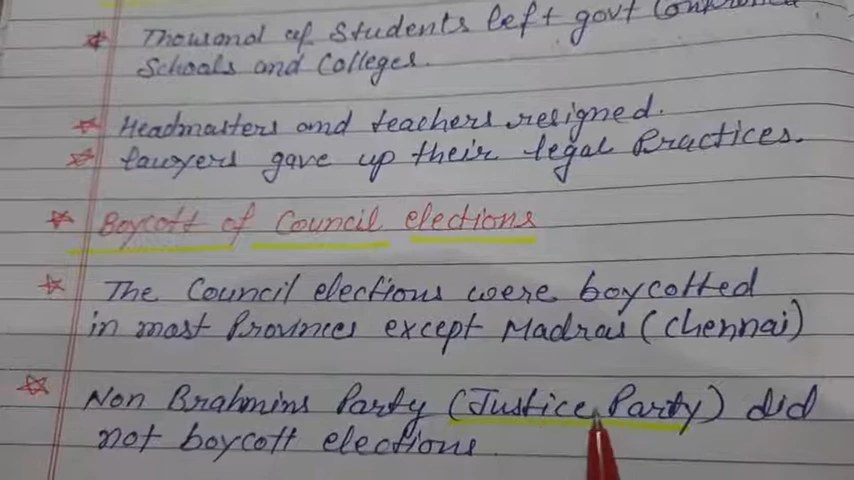 Thousand of Students left govt
Schools and Colleges.
Headmasters and teachers resigned.
lawyers gave up their legal Practices.
Boycott of Council elections
The Council elections were boycotted
in most Provinces except Madras (Chennai)
Non Brahmins Party (Justice Party) did
not boycott elections.